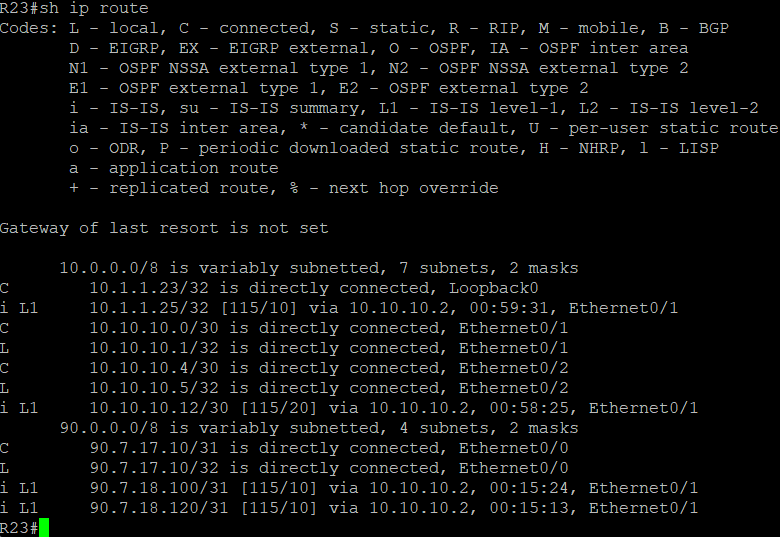 R23#sh ip route
Codes: L - local, C - connected, S - static, R - RIP, M - mobile, B - BGP
       D - EIGRP, EX - EIGRP external, O - OSPF, IA - OSPF inter area
       N1 - OSPF NSSA external type 1, N2 - OSPF NSSA external type 2
       E1 - OSPF external type 1, E2 - OSPF external type 2
       i - IS-IS, su - IS-IS summary, L1 - IS-IS level-1, L2 - IS-IS level-2
       ia - IS-IS inter area, * - candidate default, U - per-user static route
       o - ODR, P - periodic downloaded static route, H - NHRP, l - LISP
       a - application route
       + - replicated route, % - next hop override

Gateway of last resort is not set

      10.0.0.0/8 is variably subnetted, 7 subnets, 2 masks
C        10.1.1.23/32 is directly connected, Loopback0
i L1     10.1.1.25/32 [115/10] via 10.10.10.2, 00:59:31, Ethernet0/1
C        10.10.10.0/30 is directly connected, Ethernet0/1
L        10.10.10.1/32 is directly connected, Ethernet0/1
C        10.10.10.4/30 is directly connected, Ethernet0/2
L        10.10.10.5/32 is directly connected, Ethernet0/2
i L1     10.10.10.12/30 [115/20] via 10.10.10.2, 00:58:25, Ethernet0/1
      90.0.0.0/8 is variably subnetted, 4 subnets, 2 masks
C        90.7.17.10/31 is directly connected, Ethernet0/0
L        90.7.17.10/32 is directly connected, Ethernet0/0
i L1     90.7.18.100/31 [115/10] via 10.10.10.2, 00:15:24, Ethernet0/1
i L1     90.7.18.120/31 [115/10] via 10.10.10.2, 00:15:13, Ethernet0/1
R23#